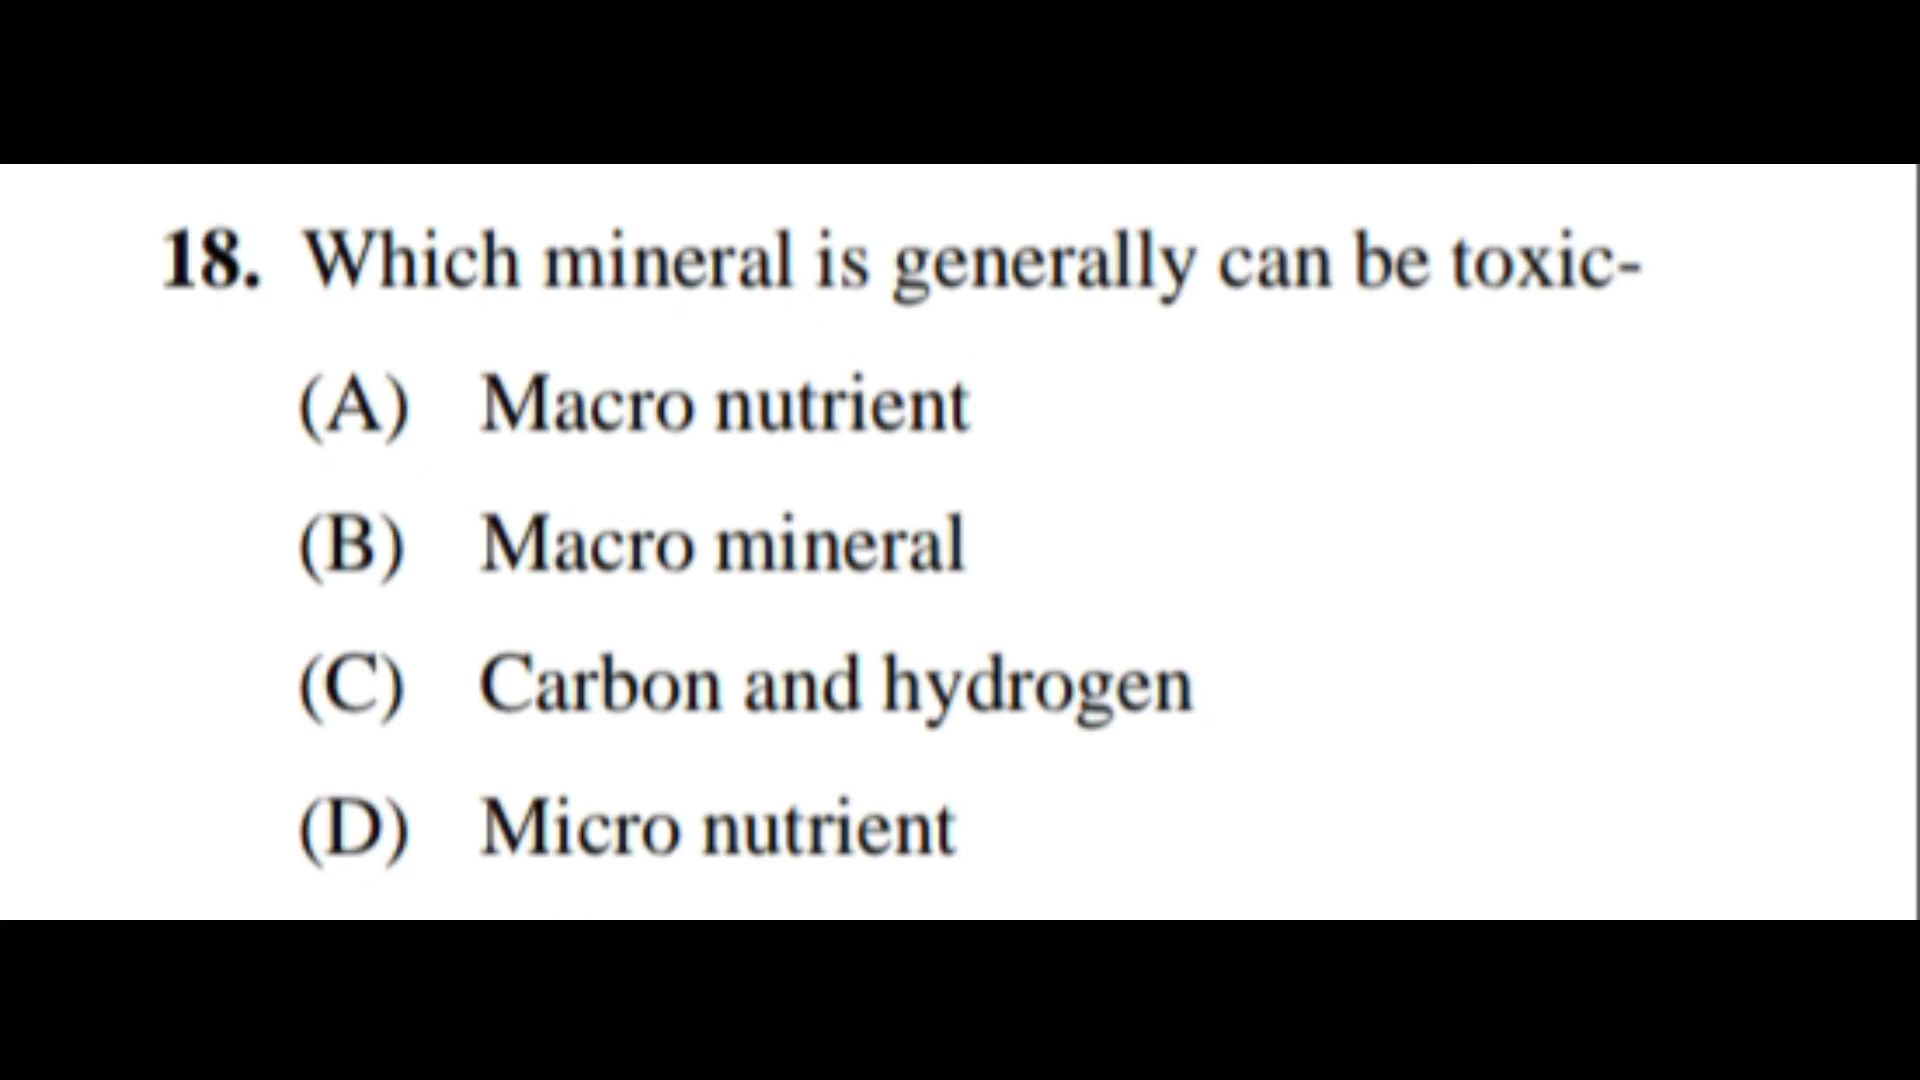 18. Which mineral is generally can be toxic-
(A) Macro nutrient
(B) Macro mineral
(C) Carbon and hydrogen
(D) Micro nutrient